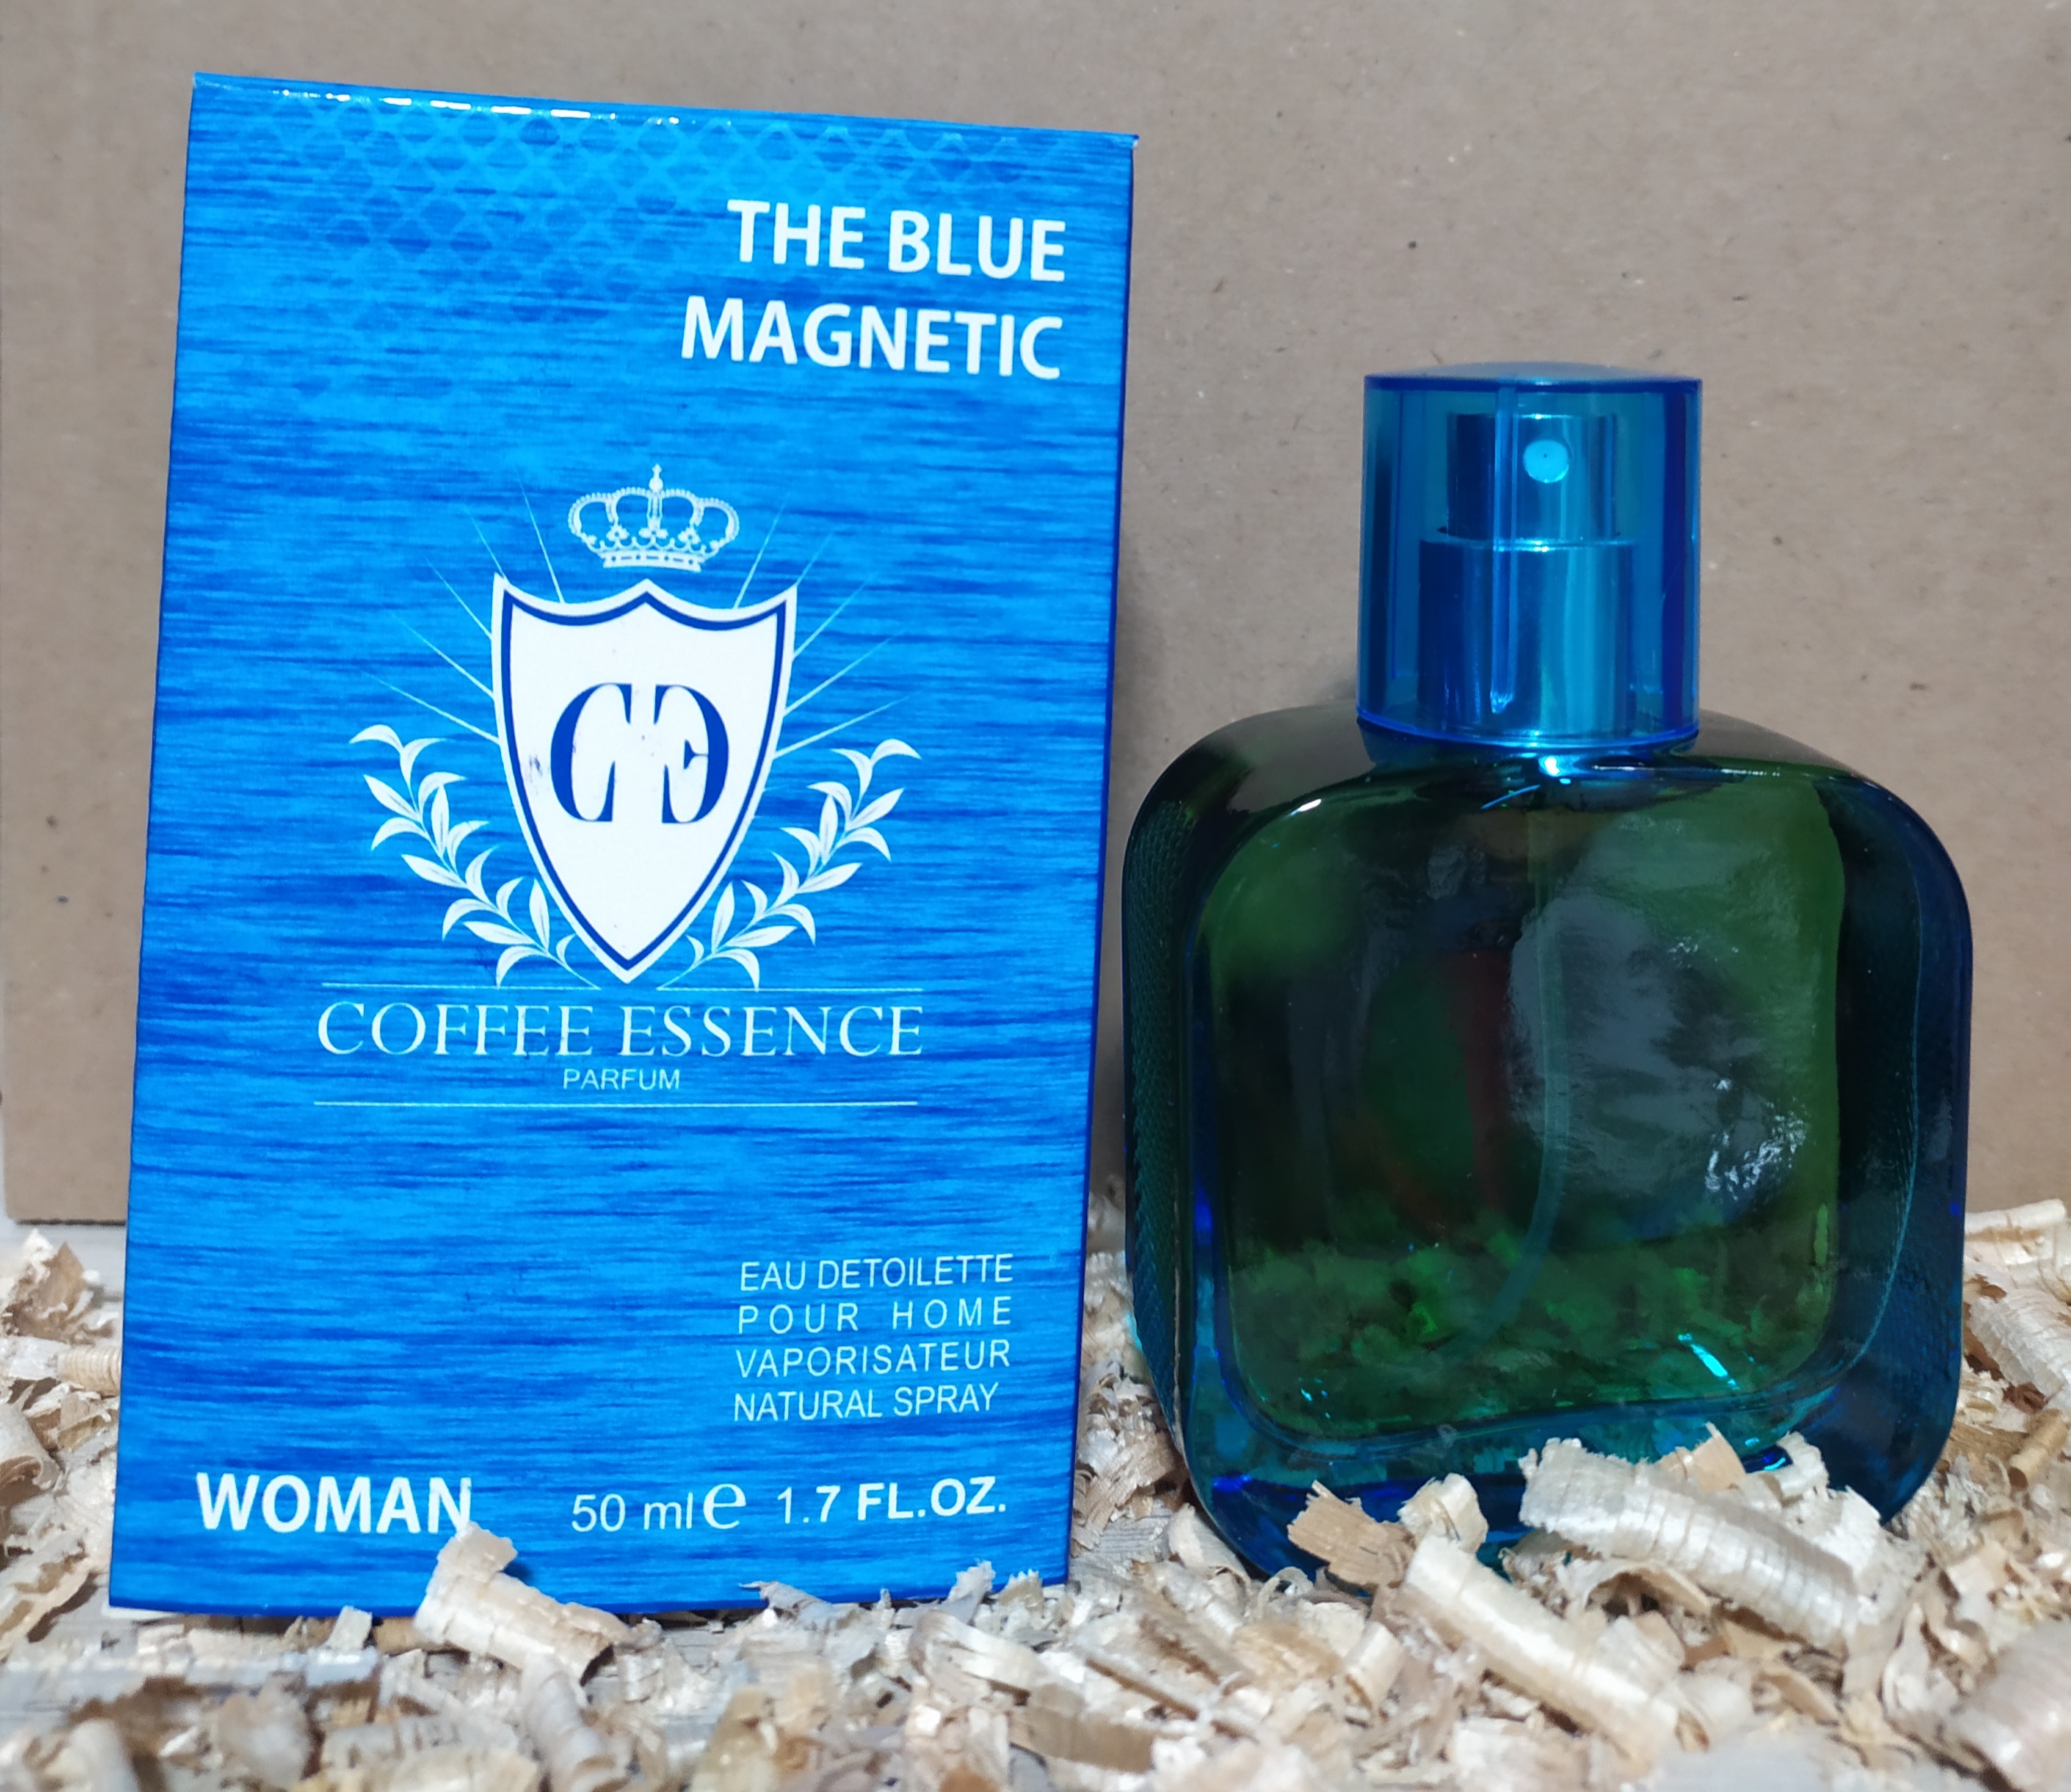 THE BLUE
MAGNETIC
CE
COFFEE ESSENCE
PARFUM
EAU DETOILETTE
POUR HOME
VAPORISATEUR
NATURAL SPRAY
WOMAN 50 ml e 1.7 FL.OZ.